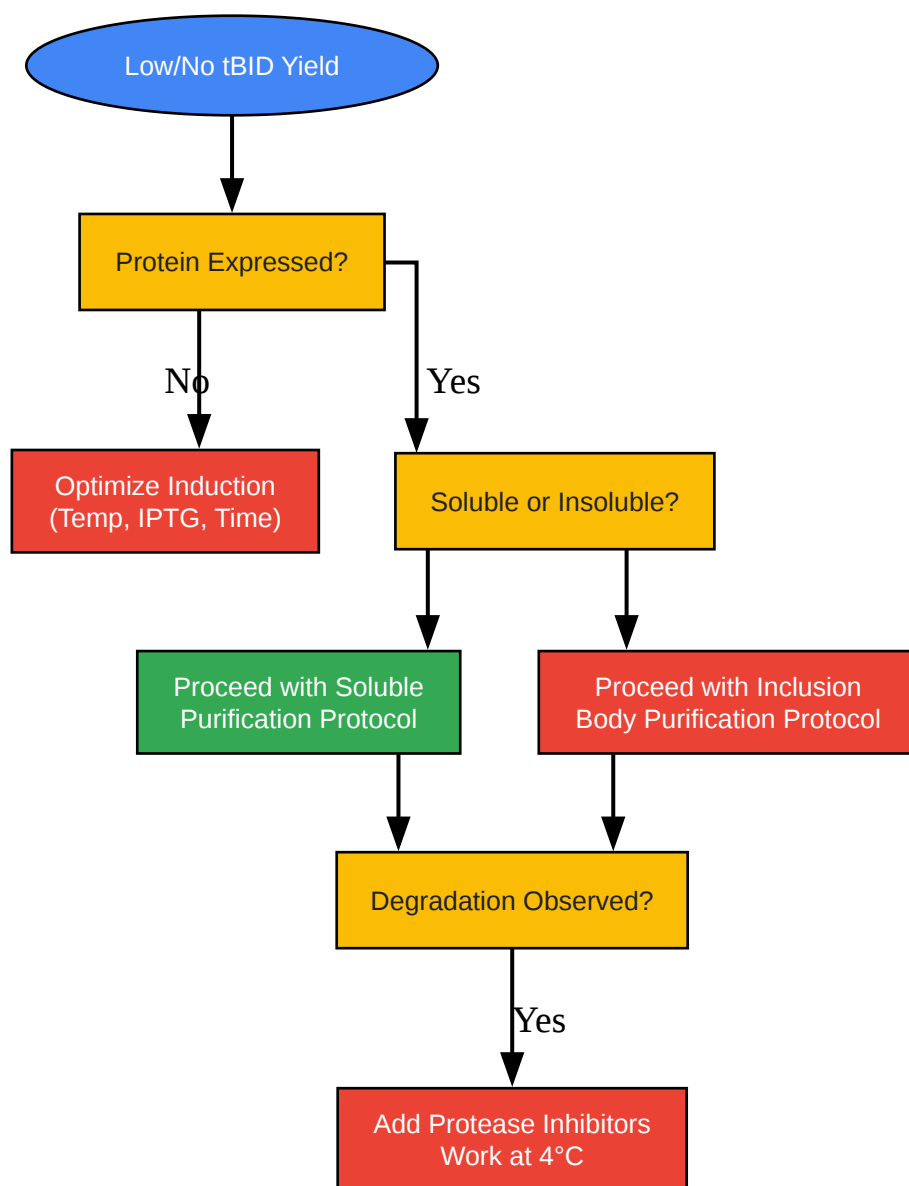 Low/No tBID Yield
Protein Expressed?
No
Yes
Optimize Induction
(Temp, IPTG, Time)
Soluble or Insoluble?
Proceed with Soluble
Purification Protocol
Proceed with Inclusion
Body Purification Protocol
Degradation Observed?
Yes
Add Protease Inhibitors
Work at 4°C